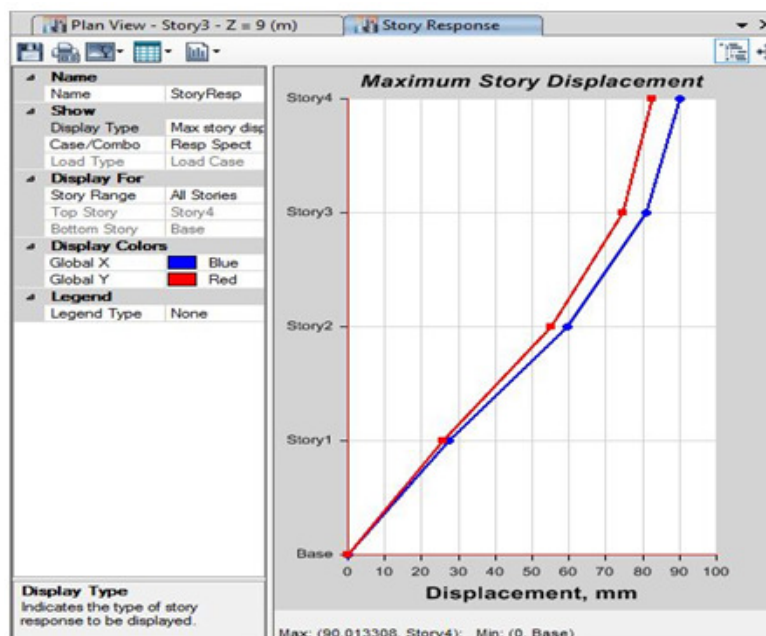 Plan View - Story3 - Z = 9 (m)
Story Response
Name
Name StoryResp
Show
Display Type Max story disp
Case/Combo Resp Spect
Load Type Load Case
Display For
Story Range All Stories
Top Story Story4
Bottom Story Base
Display Colors
Global X Blue
Global Y Red
Legend
Legend Type None
Display Type
Indicates the type of story
response to be displayed.
Maximum Story Displacement
Story4
Story3
Story2
Story1
Base
0 10 20 30 40 50 60 70 80 90 100
Displacement, mm
Max: (90.013308, Story4); Min: (0, Base)